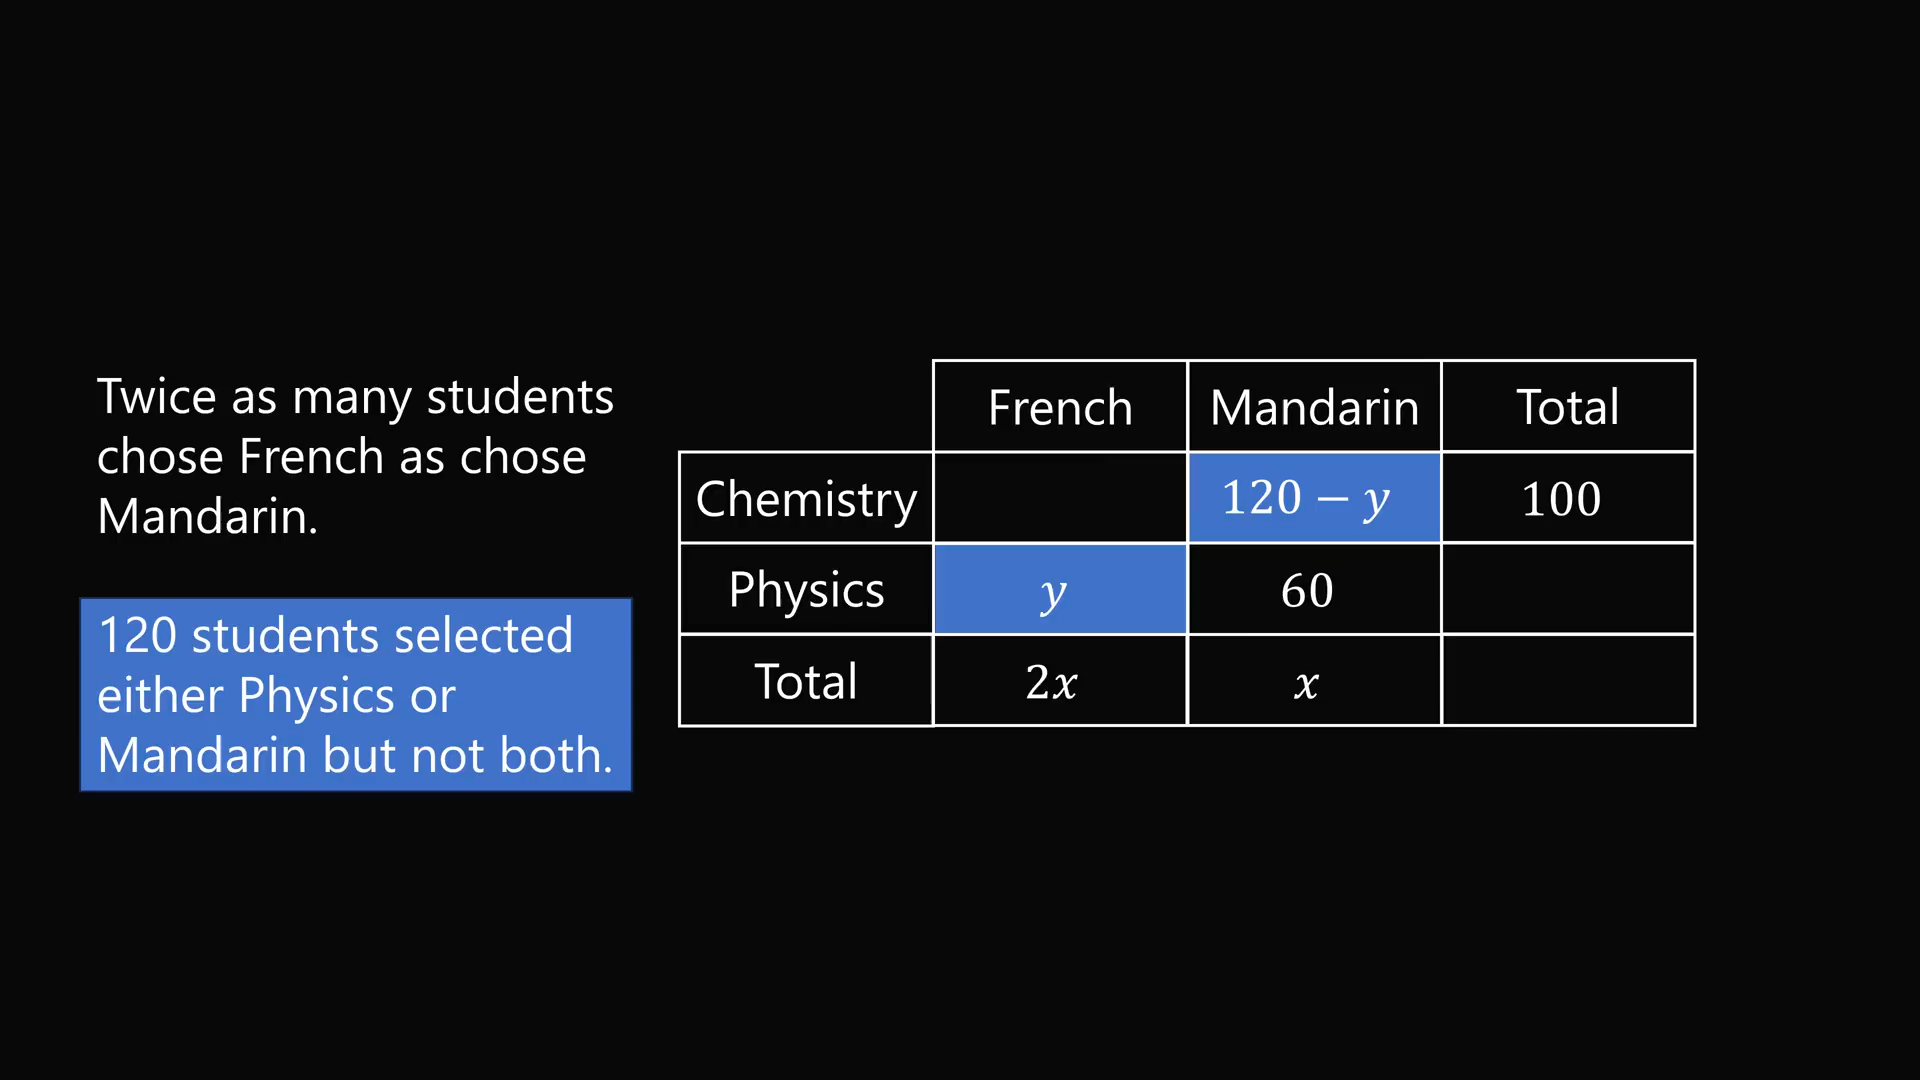 Twice as many students
chose French as chose
Mandarin.
120 students selected
either Physics or
Mandarin but not both.
French Mandarin Total
Chemistry 120 − y 100
Physics y 60
Total 2x x